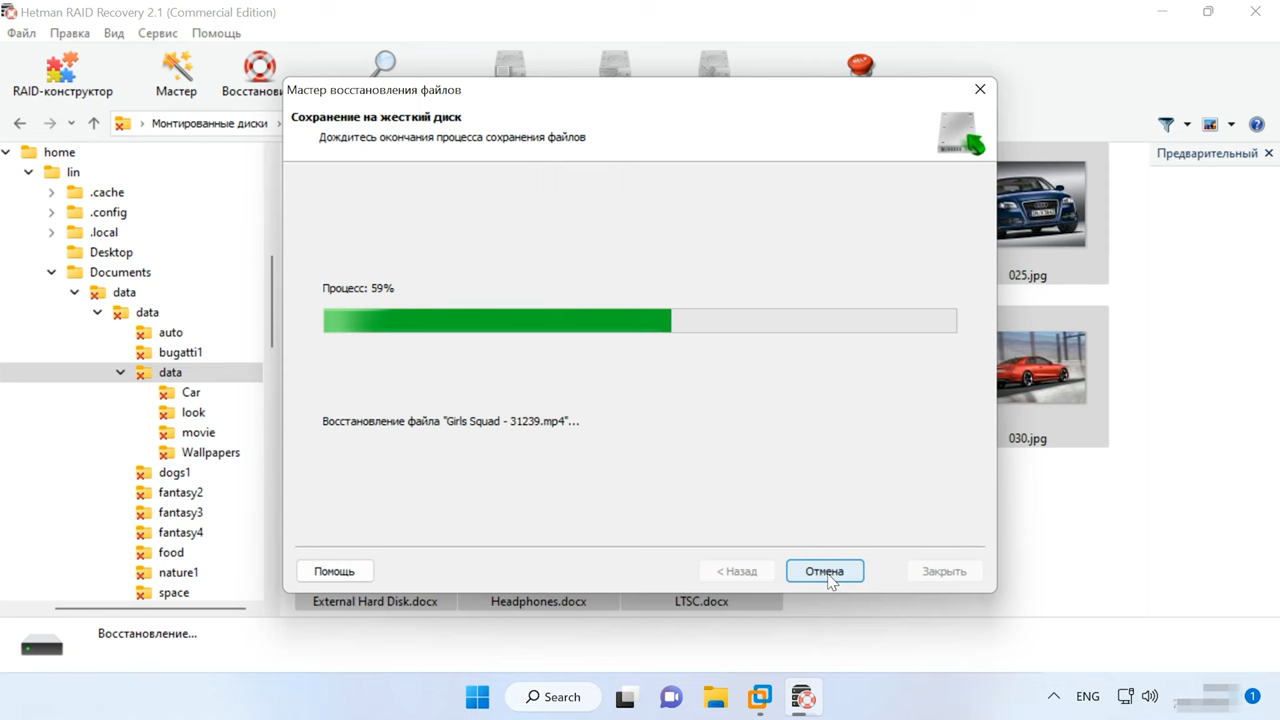 Hetman RAID Recovery 2.1 (Commercial Edition)
Файл Правка Вид Сервис Помощь
RAID-конструктор Мастер
Монтированные диски
Мастер восстановления файлов
Сохранение на жесткий диск
Дождитесь окончания процесса сохранения файлов
Предварительный
home
lin
.cache
.config
.local
Desktop
Documents
data
data
auto
bugatti1
data
Car
look
movie
Wallpapers
dogs1
fantasy2
fantasy3
fantasy4
food
nature1
space
Процесс: 59%
Восстановление файла "Girls Squad - 31239.mp4"...
Помощь < Назад Отмена Закрыть
025.jpg
030.jpg
External Hard Disk.docx Headphones.docx LTSC.docx
Восстановление...
Search
ENG
1